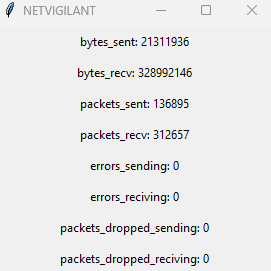 NETVIGILANT
bytes_sent: 21311936
bytes_recv: 328992146
packets_sent: 136895
packets_recv: 312657
errors_sending: 0
errors_reciving: 0
packets_dropped_sending: 0
packets_dropped_reciving: 0